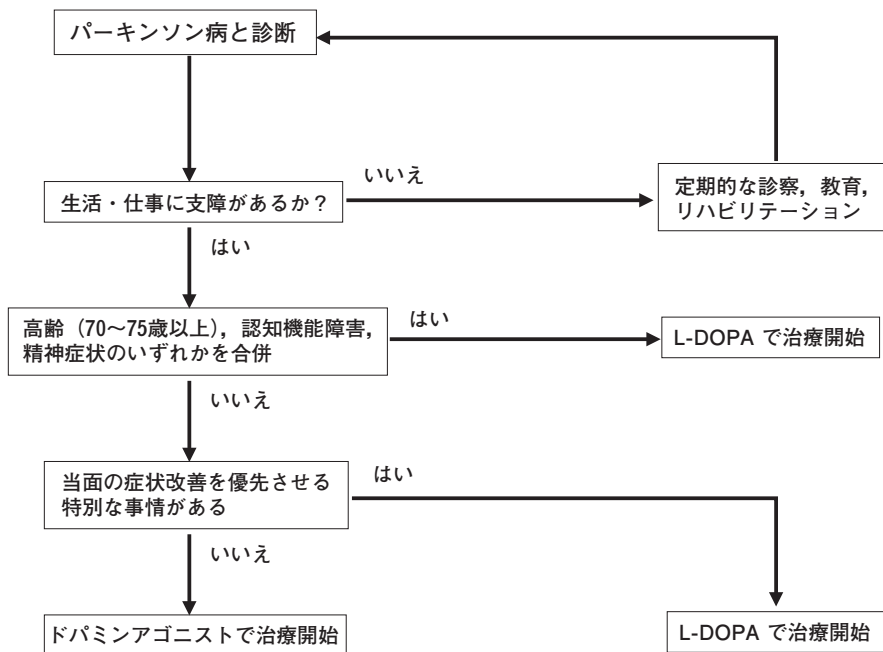 パーキンソン病と診断
いいえ
生活・仕事に支障があるか？
定期的な診察，教育，
リハビリテーション
はい
高齢（70〜75歳以上），認知機能障害，
精神症状のいずれかを合併
はい
L-DOPA で治療開始
いいえ
当面の症状改善を優先させる
特別な事情がある
はい
いいえ
ドパミンアゴニストで治療開始
L-DOPA で治療開始